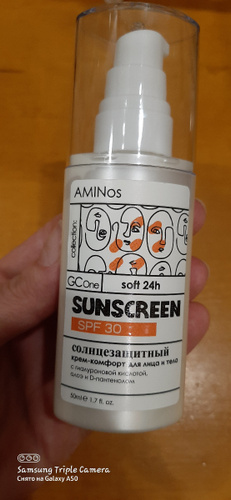 AMINOS
collection:
GC One
soft 24h
SUNSCREEN
SPF 30
солнцезащитный
крем-комфорт для лица и тела
с гиалуроновой кислотой,
алоэ и D-пантенолом
50ml e 1.7 fl. oz.
Samsung Triple Camera
Снято на Galaxy A50